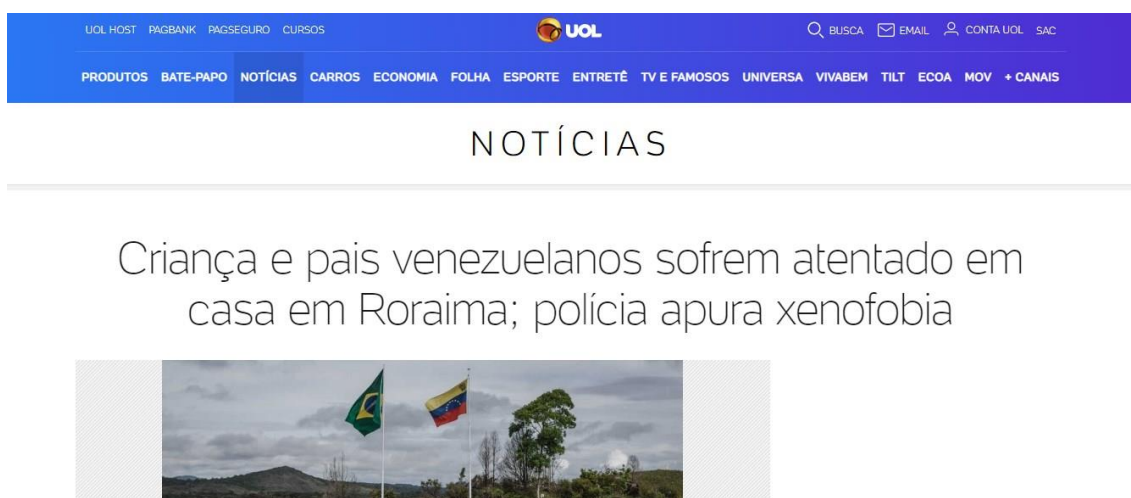 UOL HOST PAGBANK PAGSEGURO CURSOS UOL BUSCA EMAIL CONTA UOL SAC
PRODUTOS BATE-PAPO NOTÍCIAS CARROS ECONOMIA FOLHA ESPORTE ENTRETÊ TV E FAMOSOS UNIVERSA VIVABEM TILT ECOA MOV + CANAIS
NOTÍCIAS
Criança e pais venezuelanos sofrem atentado em
casa em Roraima; polícia apura xenofobia